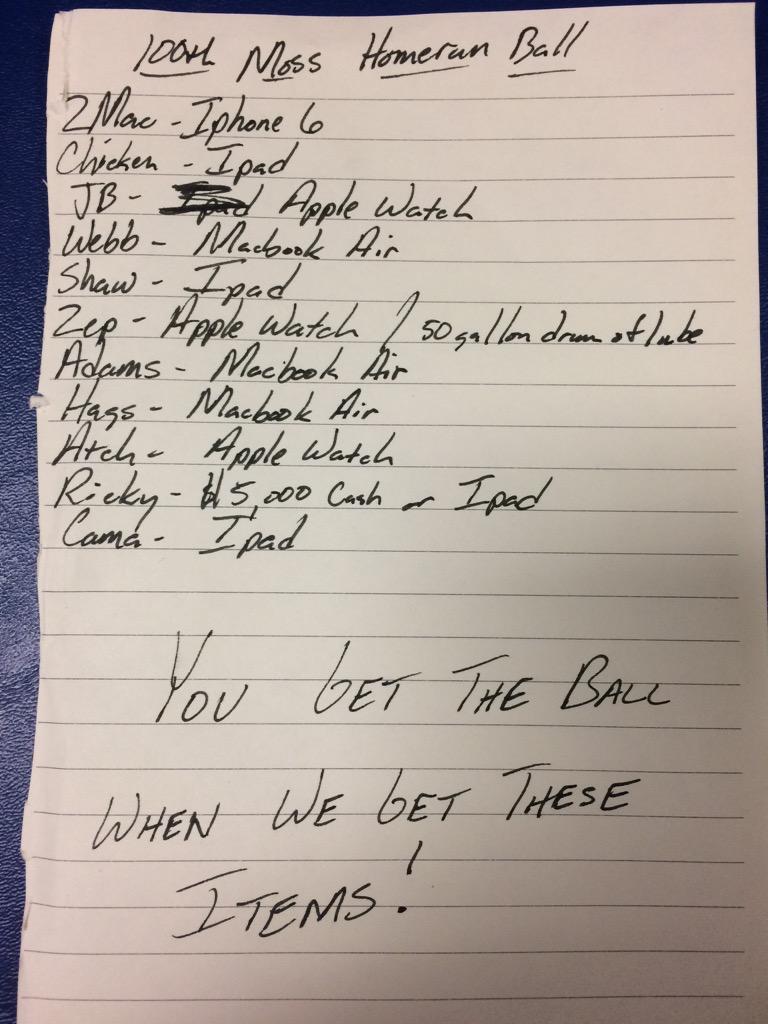 100th Moss Homerun Ball
ZMac - Iphone 6
Chicken - Ipad
JB - Ipad Apple Watch
Webb - Macbook Air
Shaw - Ipad
Zep - Apple Watch / 50 gallon drum of lube
Adams - Macbook Air
Hags - Macbook Air
Atch - Apple Watch
Ricky - $15,000 Cash or Ipad
Cama - Ipad
YOU GET THE BALL
WHEN WE GET THESE
ITEMS!